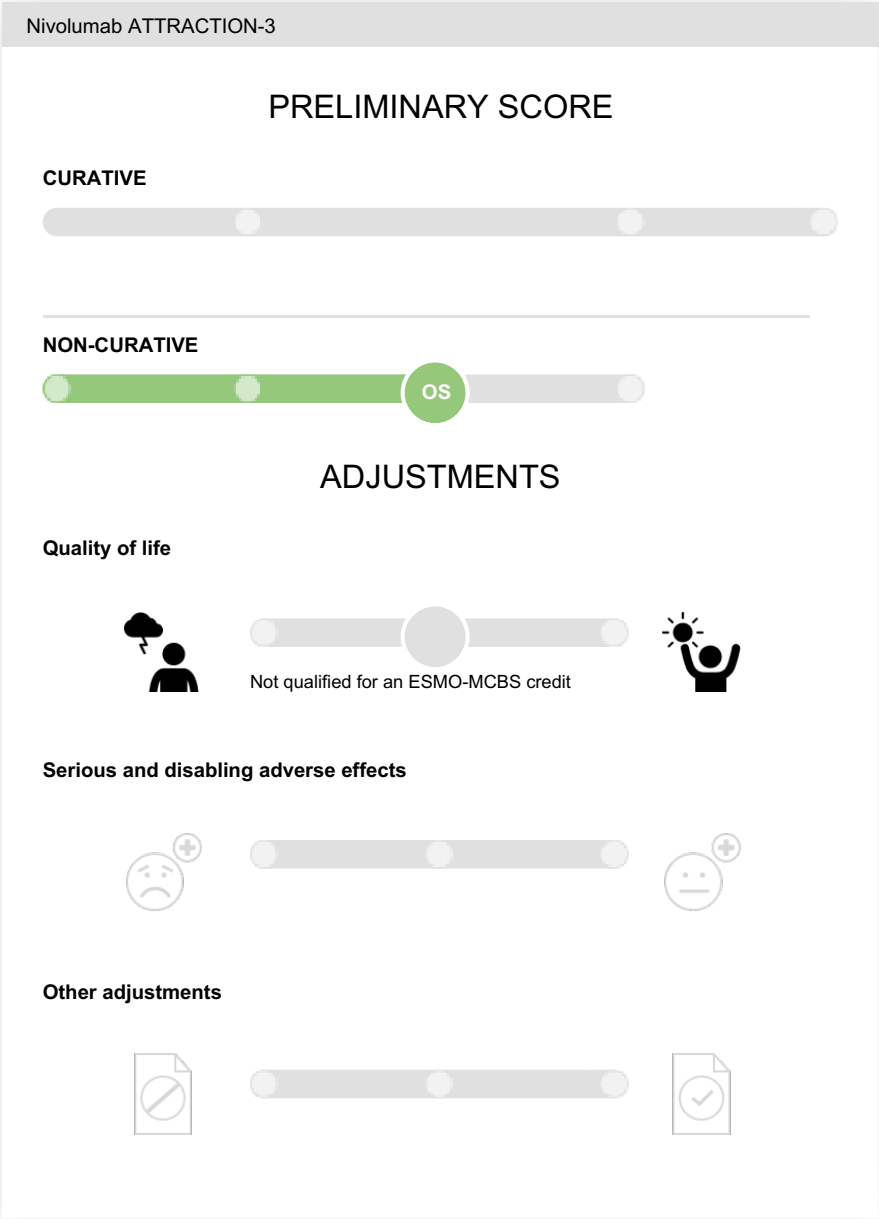 Nivolumab ATTRACTION-3
PRELIMINARY SCORE
CURATIVE
NON-CURATIVE
OS
ADJUSTMENTS
Quality of life
Not qualified for an ESMO-MCBS credit
Serious and disabling adverse effects
Other adjustments